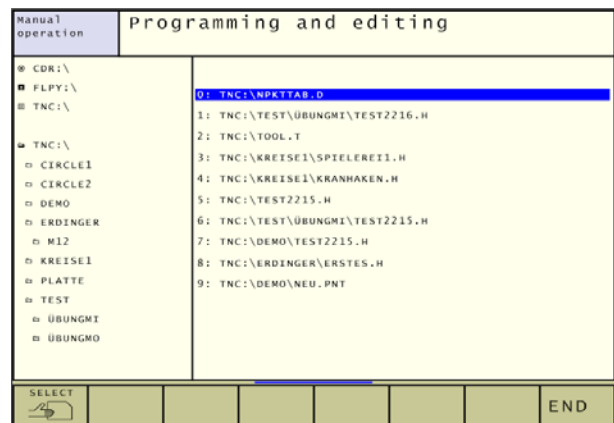 Manual
operation
Programming and editing
CDR:\
FLPY:\
TNC:\
TNC:\
CIRCLE1
CIRCLE2
DEMO
ERDINGER
M12
KREISE1
PLATTE
TEST
ÜBUNGMI
ÜBUNGMO
0: TNC:\NPKTTAB.D
1: TNC:\TEST\ÜBUNGMI\TEST2216.H
2: TNC:\TOOL.T
3: TNC:\KREISE1\SPIELEREI1.H
4: TNC:\KREISE1\KRANHAKEN.H
5: TNC:\TEST2215.H
6: TNC:\TEST\ÜBUNGMI\TEST2215.H
7: TNC:\DEMO\TEST2215.H
8: TNC:\ERDINGER\ERSTES.H
9: TNC:\DEMO\NEU.PNT
SELECT
END